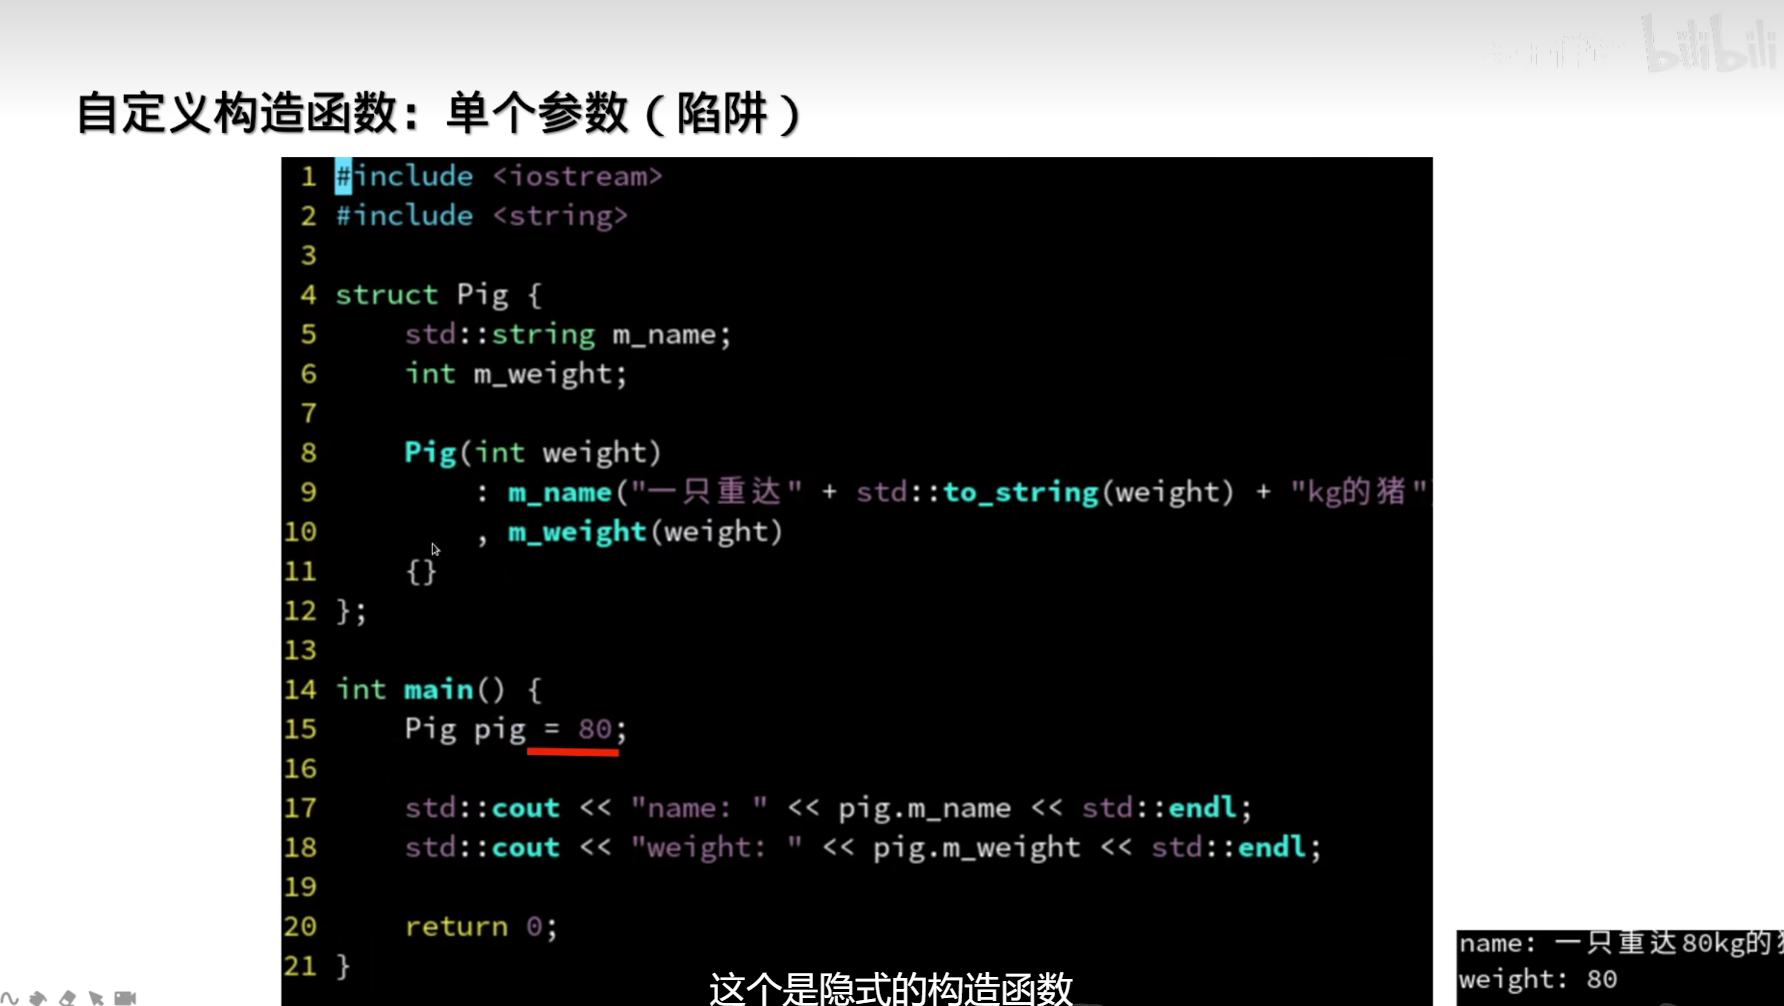 bilibili
自定义构造函数：单个参数（陷阱）
1 #include <iostream>
2 #include <string>
3
4 struct Pig {
5 std::string m_name;
6 int m_weight;
7
8 Pig(int weight)
9 : m_name("一只重达" + std::to_string(weight) + "kg的猪"
10 , m_weight(weight)
11 {}
12 };
13
14 int main() {
15 Pig pig = 80;
16
17 std::cout << "name: " << pig.m_name << std::endl;
18 std::cout << "weight: " << pig.m_weight << std::endl;
19
20 return 0;
21 }
name: 一只重达80kg的
weight: 80
这个是隐式的构造函数